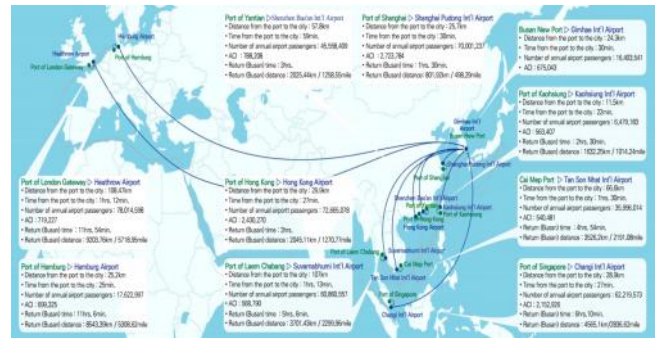 Port of Yantian ▷ Shenzhen Bao'an Int'l Airport
• Distance from the port to the city : 57.8km
• Time from the port to the city : 59min.
• Number of annual airport passengers : 45,558,409
• ACI : 788,208
• Return (Busan) time : 2hrs.
• Return (Busan) distance : 2025.44km / 1258.55mile
Port of Shanghai ▷ Shanghai Pudong Int'l Airport
• Distance from the port to the city : 25.7km
• Time from the port to the city : 30min.
• Number of annual airport passengers : 70,001,237
• ACI : 2,723,784
• Return (Busan) time : 1hrs, 30min.
• Return (Busan) distance :
Busan New Port ▷ Gimhae Int'l Airport
• Distance from the port to the city : 24.3km
• Time from the port to the city : 30min.
• Number of annual airport passengers : 16,403,541
• ACI : 675,043
Port of Kaohsiung ▷ Kaohsiung Int'l Airport
• Distance from the port to the city : 11.5km
• Time from the port to the city : 22min.
• Number of annual airport passengers : 6,479,183
• ACI : 563,407
• Return (Busan) time : 2hrs, 30min.
• Return (Busan) distance : 1632.25km / 1014.24mile
Cai Mep Port ▷ Tan Son Nhat Int'l Airport
• Distance from the port to the city : 66.6km
• Time from the port to the city : 1hrs, 30min.
• Number of annual airport passengers : 35,996,014
• ACI : 540,481
• Return (Busan) time : 4hrs, 54min.
• Return (Busan) distance : 3526.2km / 2191.08mile
Port of Singapore ▷ Changi Int'l Airport
• Distance from the port to the city : 28.9km
• Time from the port to the city : 27min.
• Number of annual airport passengers : 62,219,573
• ACI : 2,152,926
• Return (Busan) time : 6hrs, 10min.
• Return (Busan) distance : 4565.1km
Port of London Gateway ▷ Heathrow Airport
• Distance from the port to the city : 108.47km
• Time from the port to the city : 1hrs, 12min.
• Number of annual airport passengers : 78,014,598
• ACI : 719,227
• Return (Busan) time : 11hrs, 54min.
• Return (Busan) distance : 9203.76km / 5718.95mile
Port of Hong Kong ▷ Hong Kong Airport
• Distance from the port to the city : 29.9km
• Time from the port to the city : 27min.
• Number of annual airport passengers : 72,665,078
• ACI : 2,430,270
• Return (Busan) time : 3hrs.
• Return (Busan) distance : 2045.11km / 1270.77mile
Port of Hamburg ▷ Hamburg Airport
• Distance from the port to the city : 25.2km
• Time from the port to the city : 25min.
• Number of annual airport passengers : 17,622,997
• ACI :
• Return (Busan) time : 11hrs, 6min.
• Return (Busan) distance : 8543.39km / 5308.62mile
Port of Laem Chabang ▷ Suvarnabhumi Int'l Airport
• Distance from the port to the city : 107km
• Time from the port to the city : 1hrs, 13min.
• Number of annual airport passengers : 60,860,557
• ACI :
• Return (Busan) time : 5hrs, 6min.
• Return (Busan) distance : 3701.43km / 2299.96mile
Hamburg Airport
Port of Hamburg
Heathrow Airport
Port of London Gateway
Gimhae Int'l
Airport
Busan New Port
Shanghai Pudong Int'l
Airport
Port of Shanghai
Shenzhen Bao'an Int'l
Airport
Port of Yantian
Kaohsiung Int'l Airport
Port of Kaohsiung
Port of Hong Kong
Hong Kong Airport
Suvarnabhumi Int'l
Airport
Port of Laem Chabang
Cai Mep Port
Tan Son Nhat Int'l
Airport
Port of Singapore
Changi Int'l Airport